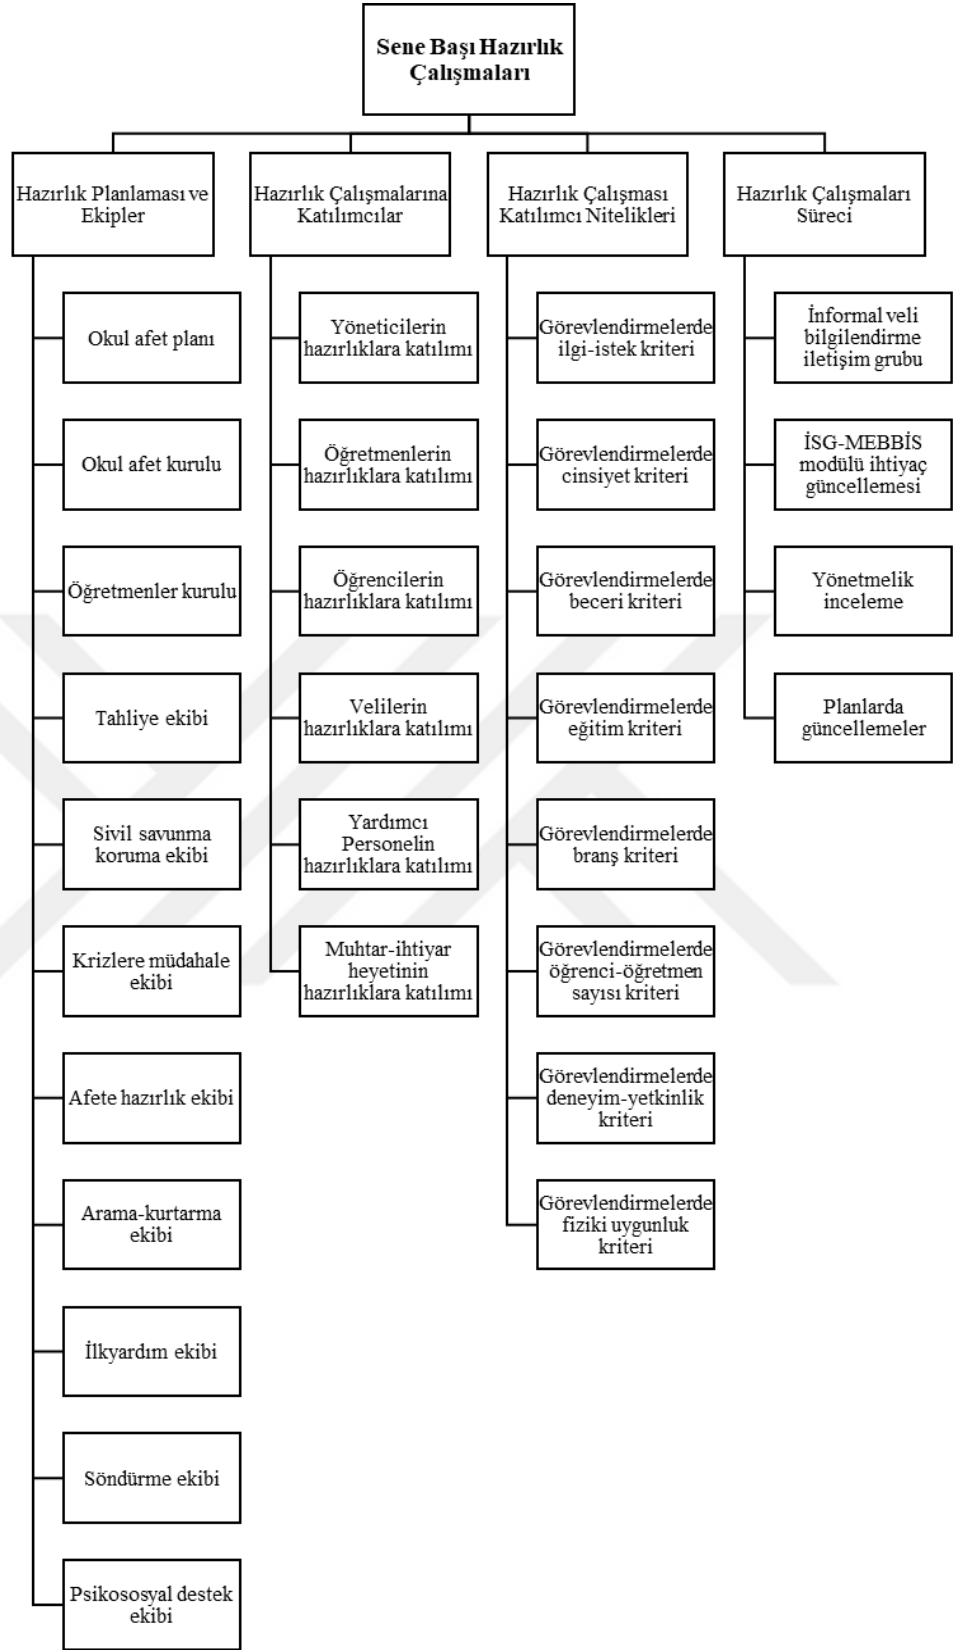 Sene Başı Hazırlık
Çalışmaları
Hazırlık Planlaması ve
Ekipler
Okul afet planı
Okul afet kurulu
Öğretmenler kurulu
Tahliye ekibi
Sivil savunma
koruma ekibi
Krizlere müdahale
ekibi
Afete hazırlık ekibi
Arama-kurtarma
ekibi
İlkyardım ekibi
Söndürme ekibi
Psikososyal destek
ekibi
Hazırlık Çalışmalarına
Katılımcılar
Yöneticilerin
hazırlıklara katılımı
Öğretmenlerin
hazırlıklara katılımı
Öğrencilerin
hazırlıklara katılımı
Velilerin
hazırlıklara katılımı
Yardımcı
Personelin
hazırlıklara katılımı
Muhtar-ihtiyar
heyetinin
hazırlıklara katılımı
Hazırlık Çalışması
Katılımcı Nitelikleri
Görevlendirmelerde
ilgi-istek kriteri
Görevlendirmelerde
cinsiyet kriteri
Görevlendirmelerde
beceri kriteri
Görevlendirmelerde
eğitim kriteri
Görevlendirmelerde
branş kriteri
Görevlendirmelerde
öğrenci-öğretmen
sayısı kriteri
Görevlendirmelerde
deneyim-yetkinlik
kriteri
Görevlendirmelerde
fiziki uygunluk
kriteri
Hazırlık Çalışmaları
Süreci
İnformal veli
bilgilendirme
iletişim grubu
İSG-MEBBİS
modülü ihtiyaç
güncellemesi
Yönetmelik
inceleme
Planlarda
güncellemeler